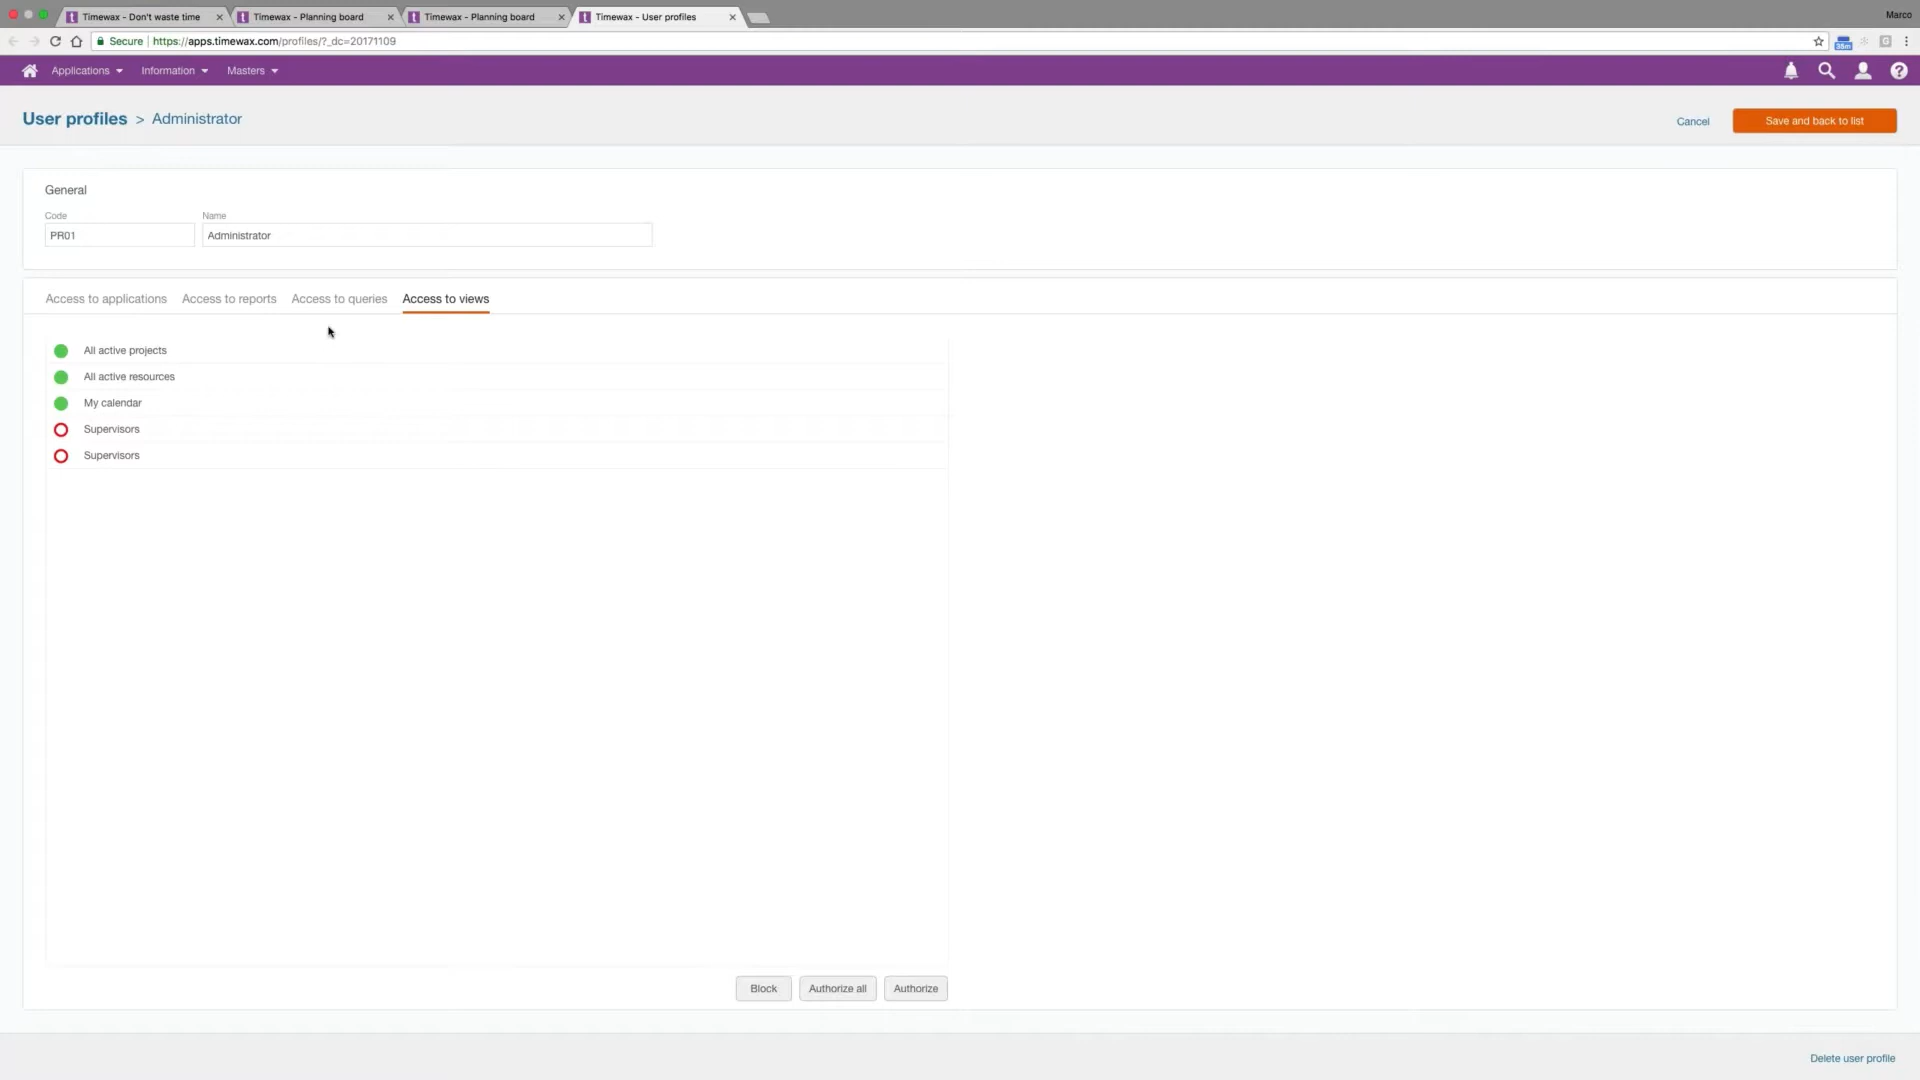 Timewax - Don't waste time
Timewax - Planning board
Timewax - Planning board
Timewax - User profiles
Marco
Secure https://apps.timewax.com/profiles/?_dc=20171109
38m
Applications Information Masters
User profiles > Administrator
Cancel
Save and back to list
General
Code Name
PR01 Administrator
Access to applications Access to reports Access to queries Access to views
All active projects
All active resources
My calendar
Supervisors
Supervisors
Block Authorize all Authorize
Delete user profile